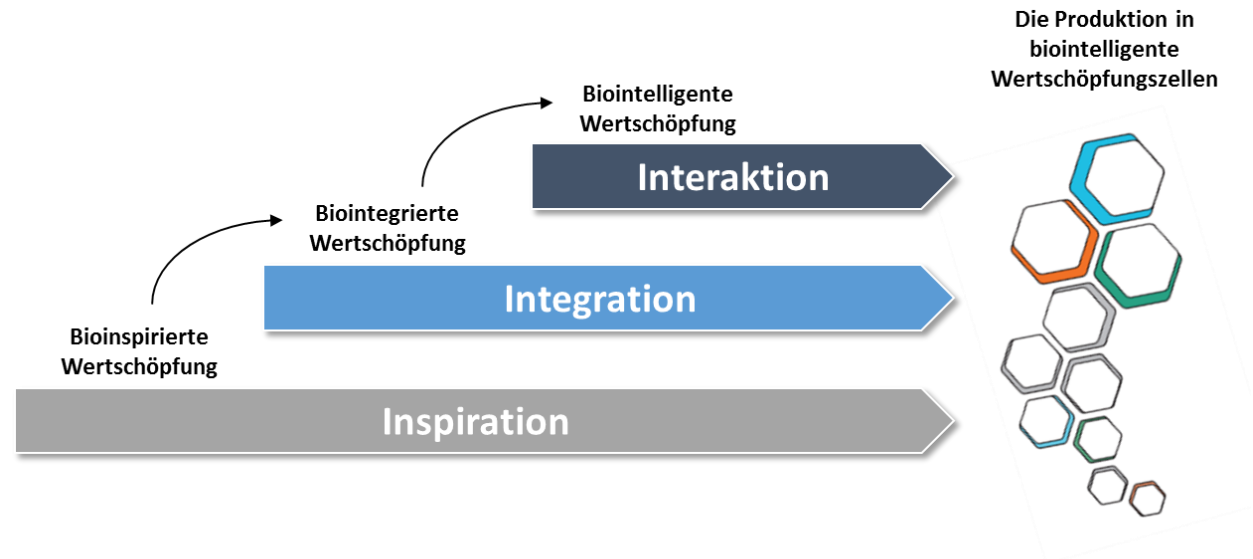 Die Produktion in
biointelligente
Wertschöpfungszellen
Biointelligente
Wertschöpfung
Interaktion
Biointegrierte
Wertschöpfung
Integration
Bioinspirierte
Wertschöpfung
Inspiration